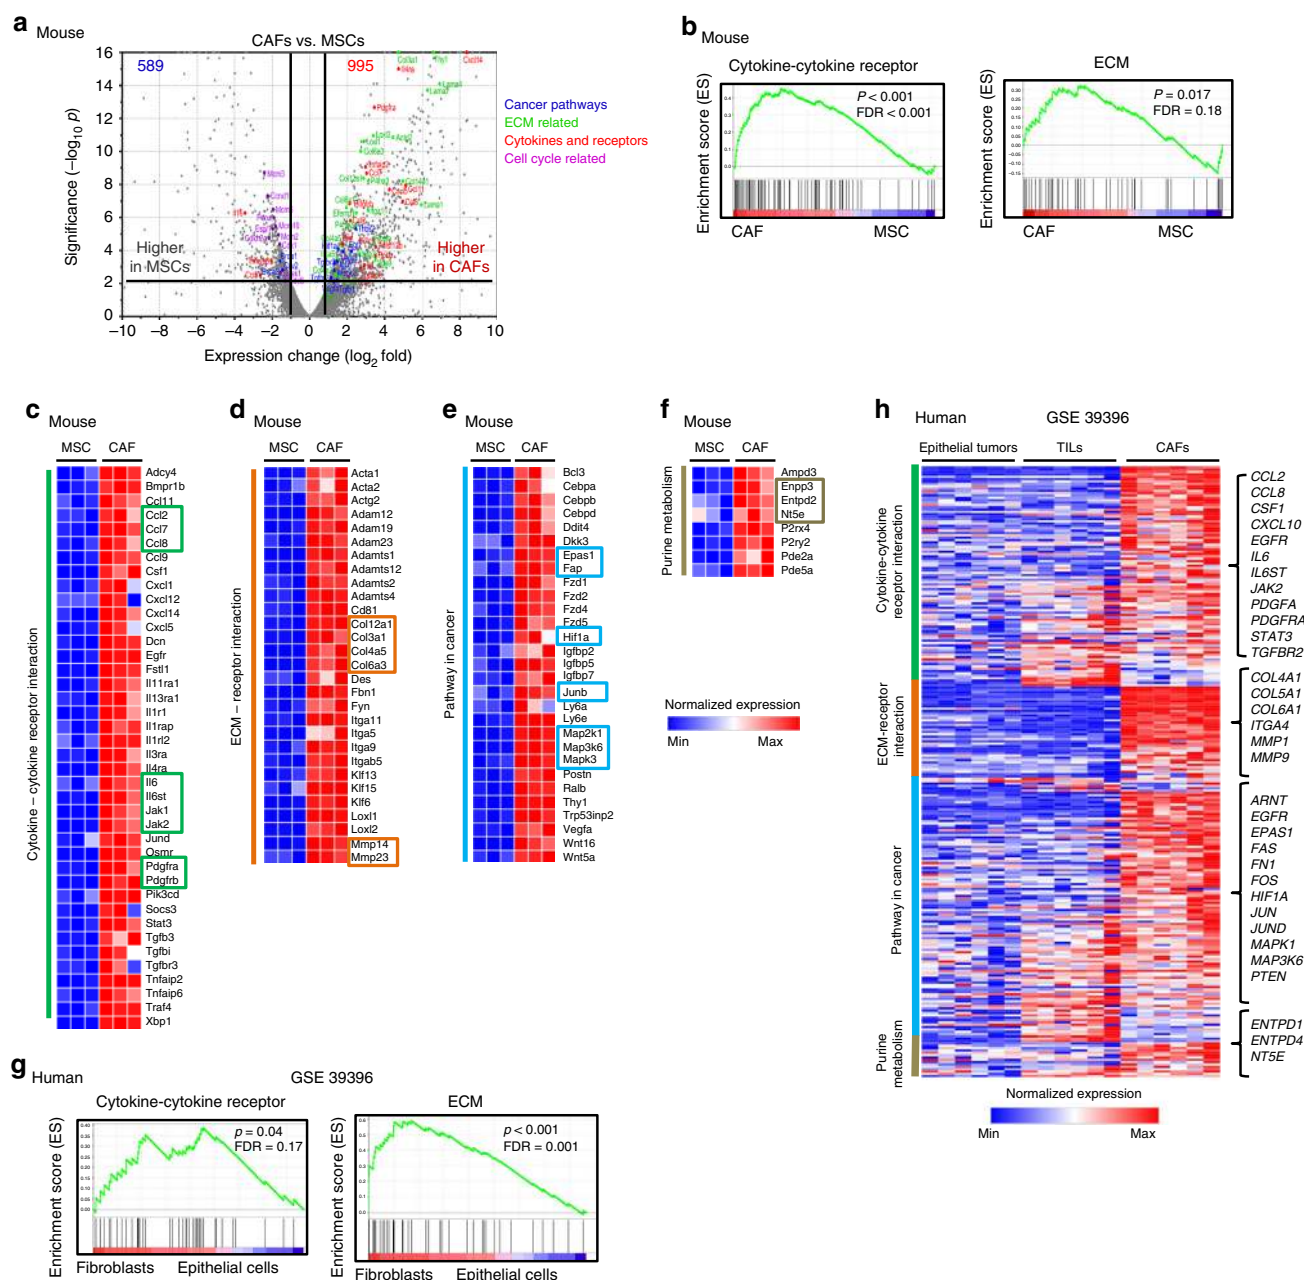 a
Mouse
CAFs vs. MSCs
589
995
Significance (−log10 p)
16
14
12
10
8
6
4
2
0
Higher
in MSCs
Higher
in CAFs
−10 −8 −6 −4 −2 0 2 4 6 8 10
Expression change (log2 fold)
Cancer pathways
ECM related
Cytokines and receptors
Cell cycle related
b
Mouse
Cytokine-cytokine receptor
Enrichment score (ES)
P < 0.001
FDR < 0.001
CAF MSC
ECM
Enrichment score (ES)
P = 0.017
FDR = 0.18
CAF MSC
c
Mouse
MSC CAF
Cytokine – cytokine receptor interaction
Adcy4
Bmpr1b
Ccl11
Ccl2
Ccl7
Ccl8
Ccl9
Csf1
Cxcl1
Cxcl12
Cxcl14
Cxcl5
Dcn
Egfr
Fstl1
Il11ra1
Il13ra1
Il1r1
Il1rap
Il1rl2
Il3ra
Il4ra
Il6
Il6st
Jak1
Jak2
Jund
Osmr
Pdgfra
Pdgfrb
Pik3cd
Socs3
Stat3
Tgfb3
Tgfbi
Tgfbr3
Tnfaip2
Tnfaip6
Traf4
Xbp1
d
Mouse
MSC CAF
ECM – receptor interaction
Acta1
Acta2
Actg2
Adam12
Adam19
Adam23
Adamts1
Adamts12
Adamts2
Adamts4
Cd81
Col12a1
Col3a1
Col4a5
Col6a3
Des
Fbn1
Fyn
Itga11
Itga5
Itga9
Itgab5
Klf13
Klf15
Klf6
Loxl1
Loxl2
Mmp14
Mmp23
e
Mouse
MSC CAF
Pathway in cancer
Bcl3
Cebpa
Cebpb
Cebpd
Ddit4
Dkk3
Epas1
Fap
Fzd1
Fzd2
Fzd4
Fzd5
Hif1a
Igfbp2
Igfbp5
Igfbp7
Junb
Ly6a
Ly6e
Map2k1
Map3k6
Mapk3
Postn
Ralb
Thy1
Trp53inp2
Vegfa
Wnt16
Wnt5a
f
Mouse
MSC CAF
Purine metabolism
Ampd3
Enpp3
Entpd2
Nt5e
P2rx4
P2ry2
Pde2a
Pde5a
Normalized expression
Min Max
h
Human GSE 39396
Epithelial tumors TILs CAFs
Cytokine-cytokine
receptor interaction
CCL2
CCL8
CSF1
CXCL10
EGFR
IL6
IL6ST
JAK2
PDGFA
PDGFRA
STAT3
TGFBR2
ECM-receptor
interaction
COL4A1
COL5A1
COL6A1
ITGA4
MMP1
MMP9
Pathway in cancer
ARNT
EGFR
EPAS1
FAS
FN1
FOS
HIF1A
JUN
JUND
MAPK1
MAP3K6
PTEN
Purine
metabolism
ENTPD1
ENTPD4
NT5E
Normalized expression
Min Max
g
Human GSE 39396
Cytokine-cytokine receptor
Enrichment score (ES)
p = 0.04
FDR = 0.17
Fibroblasts Epithelial cells
ECM
Enrichment score (ES)
p < 0.001
FDR = 0.001
Fibroblasts Epithelial cells